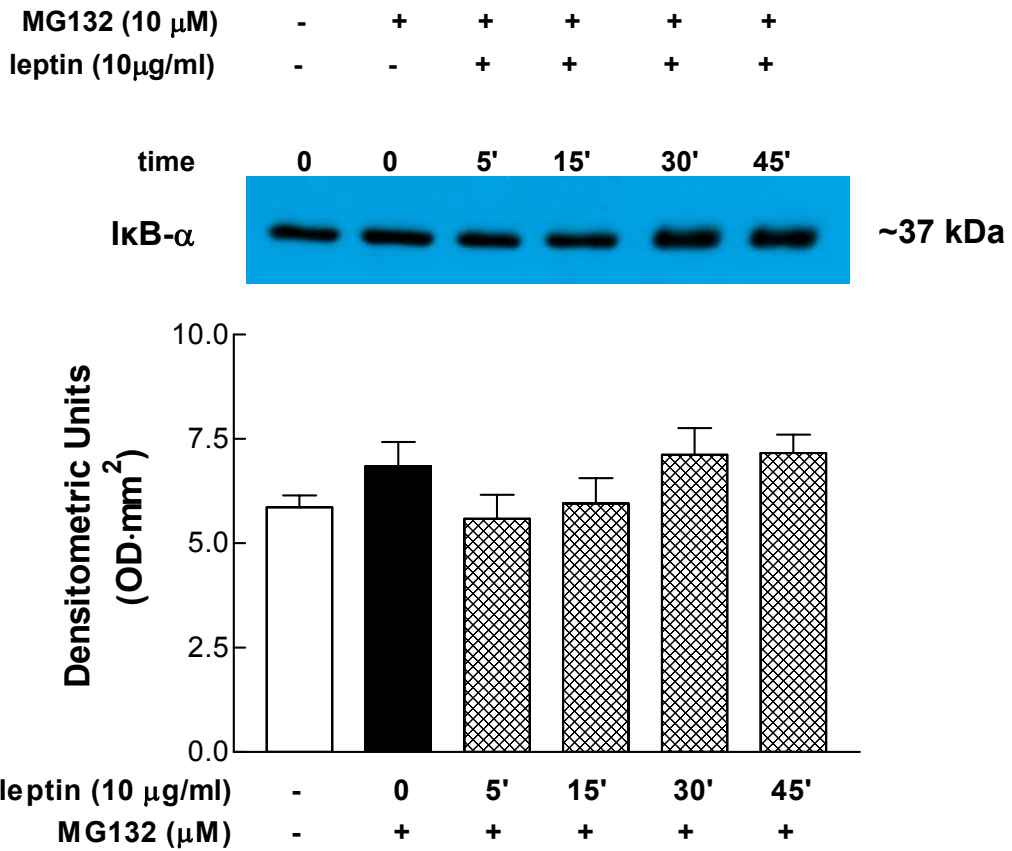 MG132 (10 μM) - + + + + +
leptin (10μg/ml) - - + + + +
time 0 0 5' 15' 30' 45'
IκB-α ~37 kDa
10.0
7.5
5.0
2.5
0.0
Densitometric Units
(OD·mm²)
leptin (10 μg/ml) - 0 5' 15' 30' 45'
MG132 (μM) - + + + + +